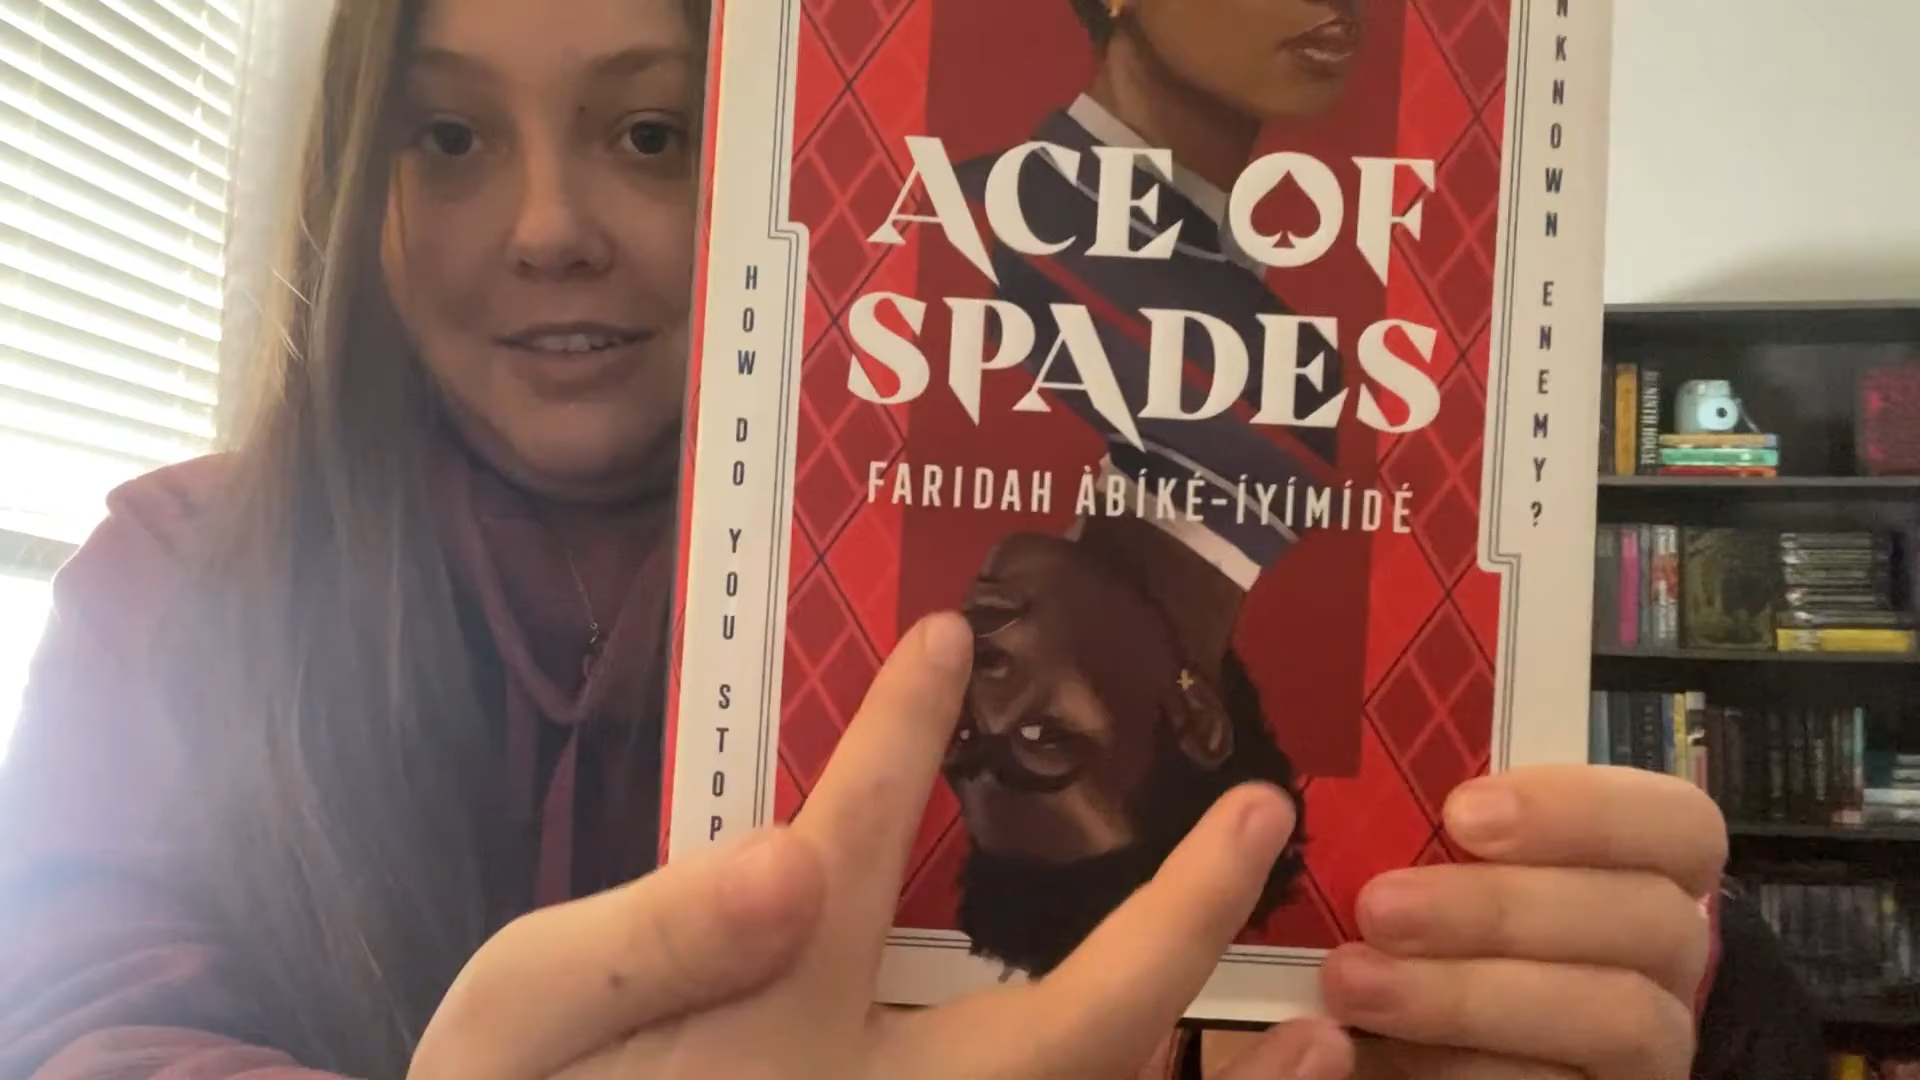 ACE OF
SPADES
FARIDAH ÀBÍKÉ-ÍYÍMÍDÉ
HOW DO YOU STOP
NKNOWN ENEMY?